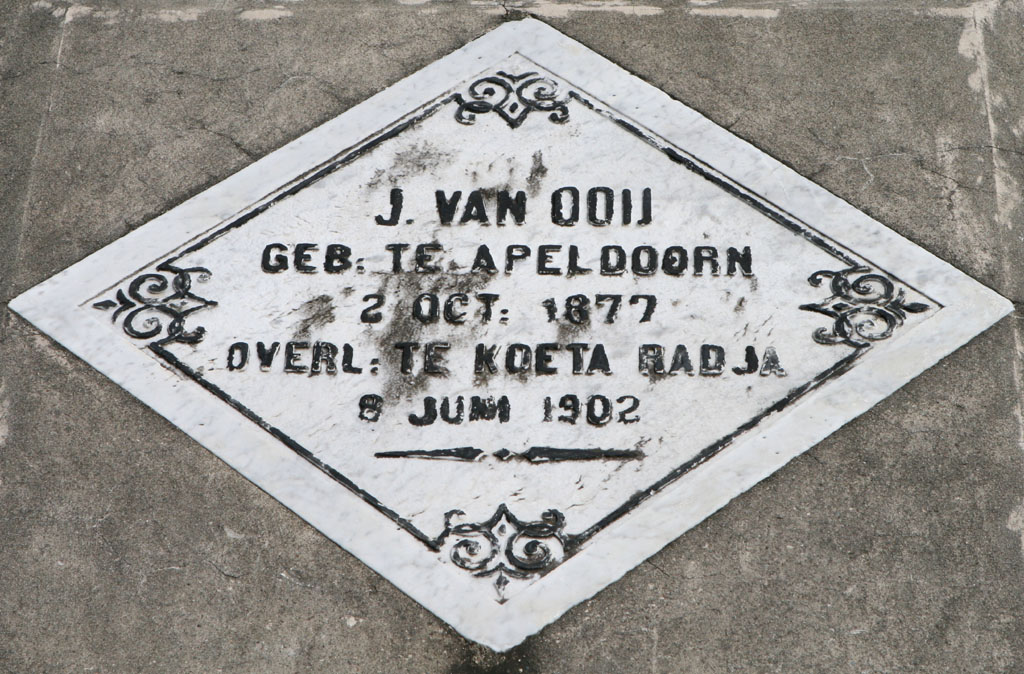 J. VAN OOIJ
GEB: TE APELDOORN
2 OCT: 1877
OVERL: TE KOETA RADJA
8 JUNI 1902